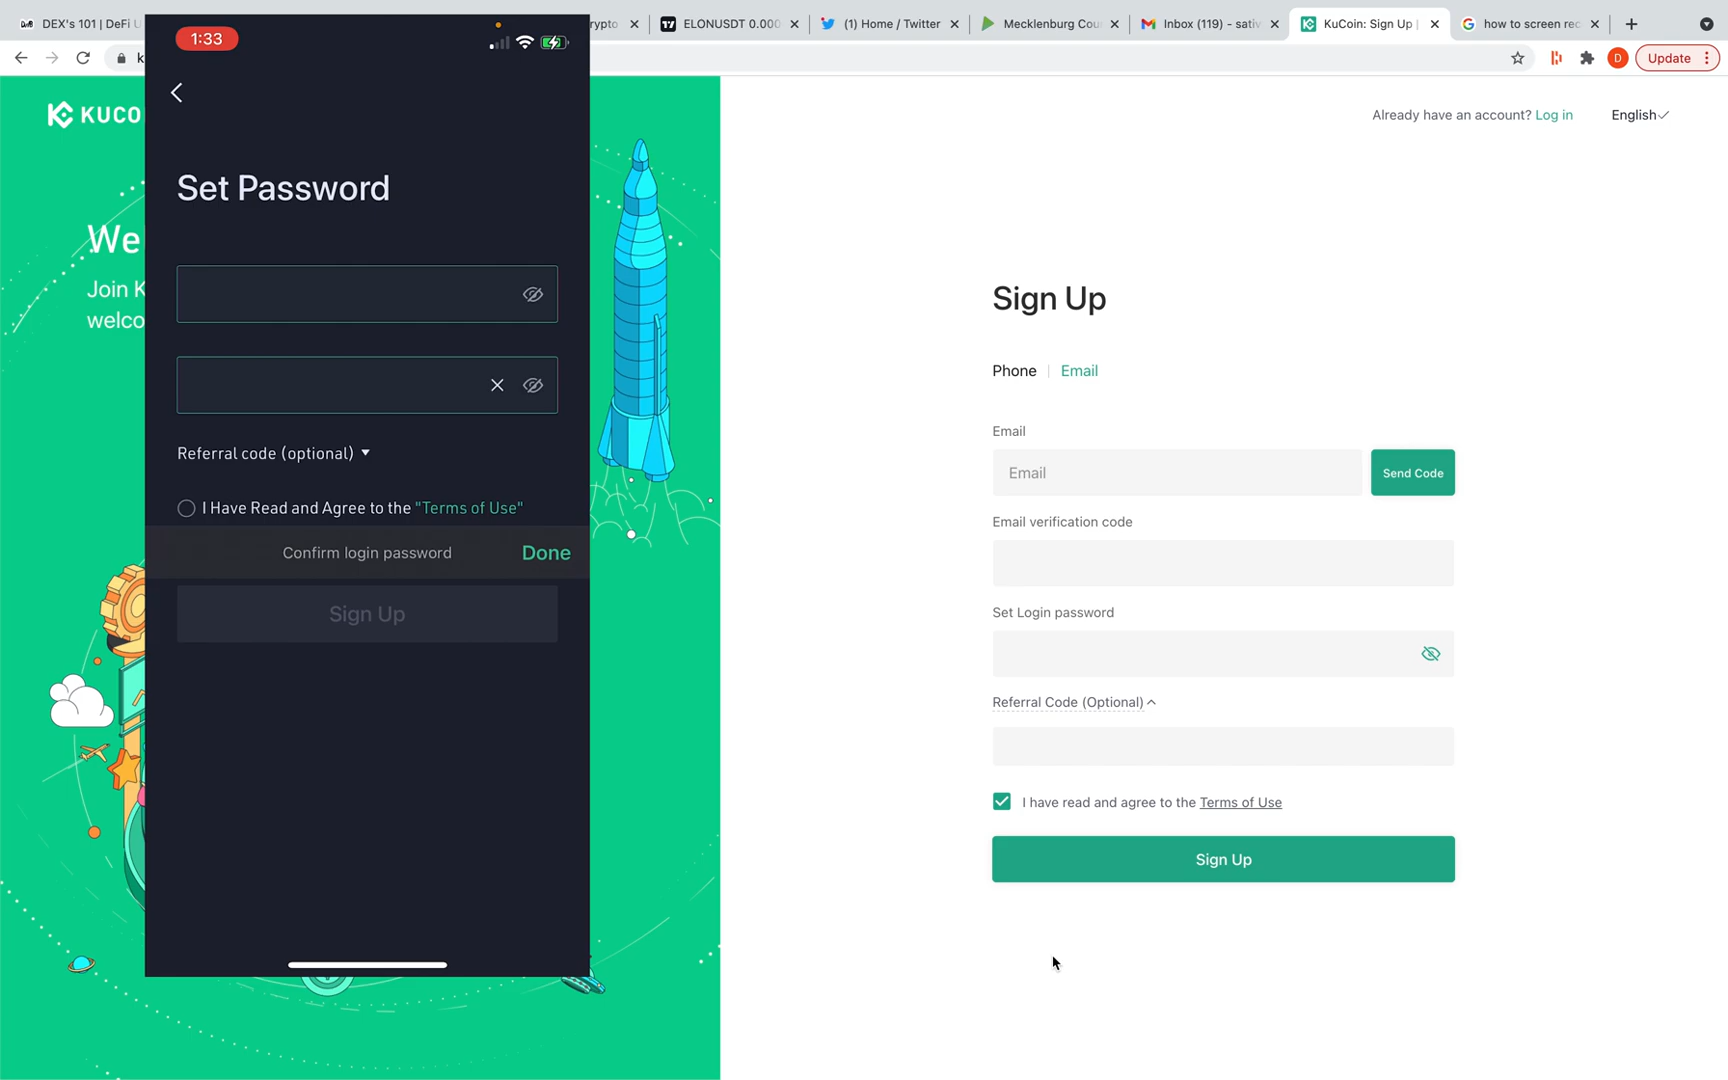 DEX's 101 | DeFi U
rypto
ELONUSDT 0.000
(1) Home / Twitter
Mecklenburg Cou
Inbox (119) - sativ
KuCoin: Sign Up |
how to screen rec
Update
D
1:33
KUCO
Already have an account? Log in
English
Set Password
We
Join K
welco
Sign Up
Phone | Email
Email
Email
Send Code
Email verification code
Referral code (optional)
I Have Read and Agree to the "Terms of Use"
Confirm login password
Done
Sign Up
Set Login password
Referral Code (Optional)
I have read and agree to the Terms of Use
Sign Up